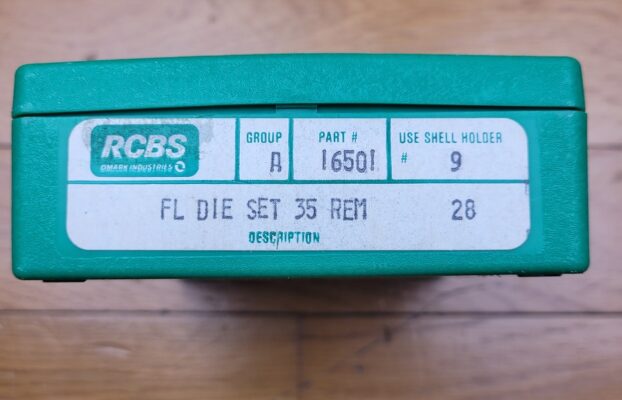 RCBS
OMARK INDUSTRIES
GROUP
A
PART #
16501
USE SHELL HOLDER
# 9
FL DIE SET 35 REM 28
DESCRIPTION